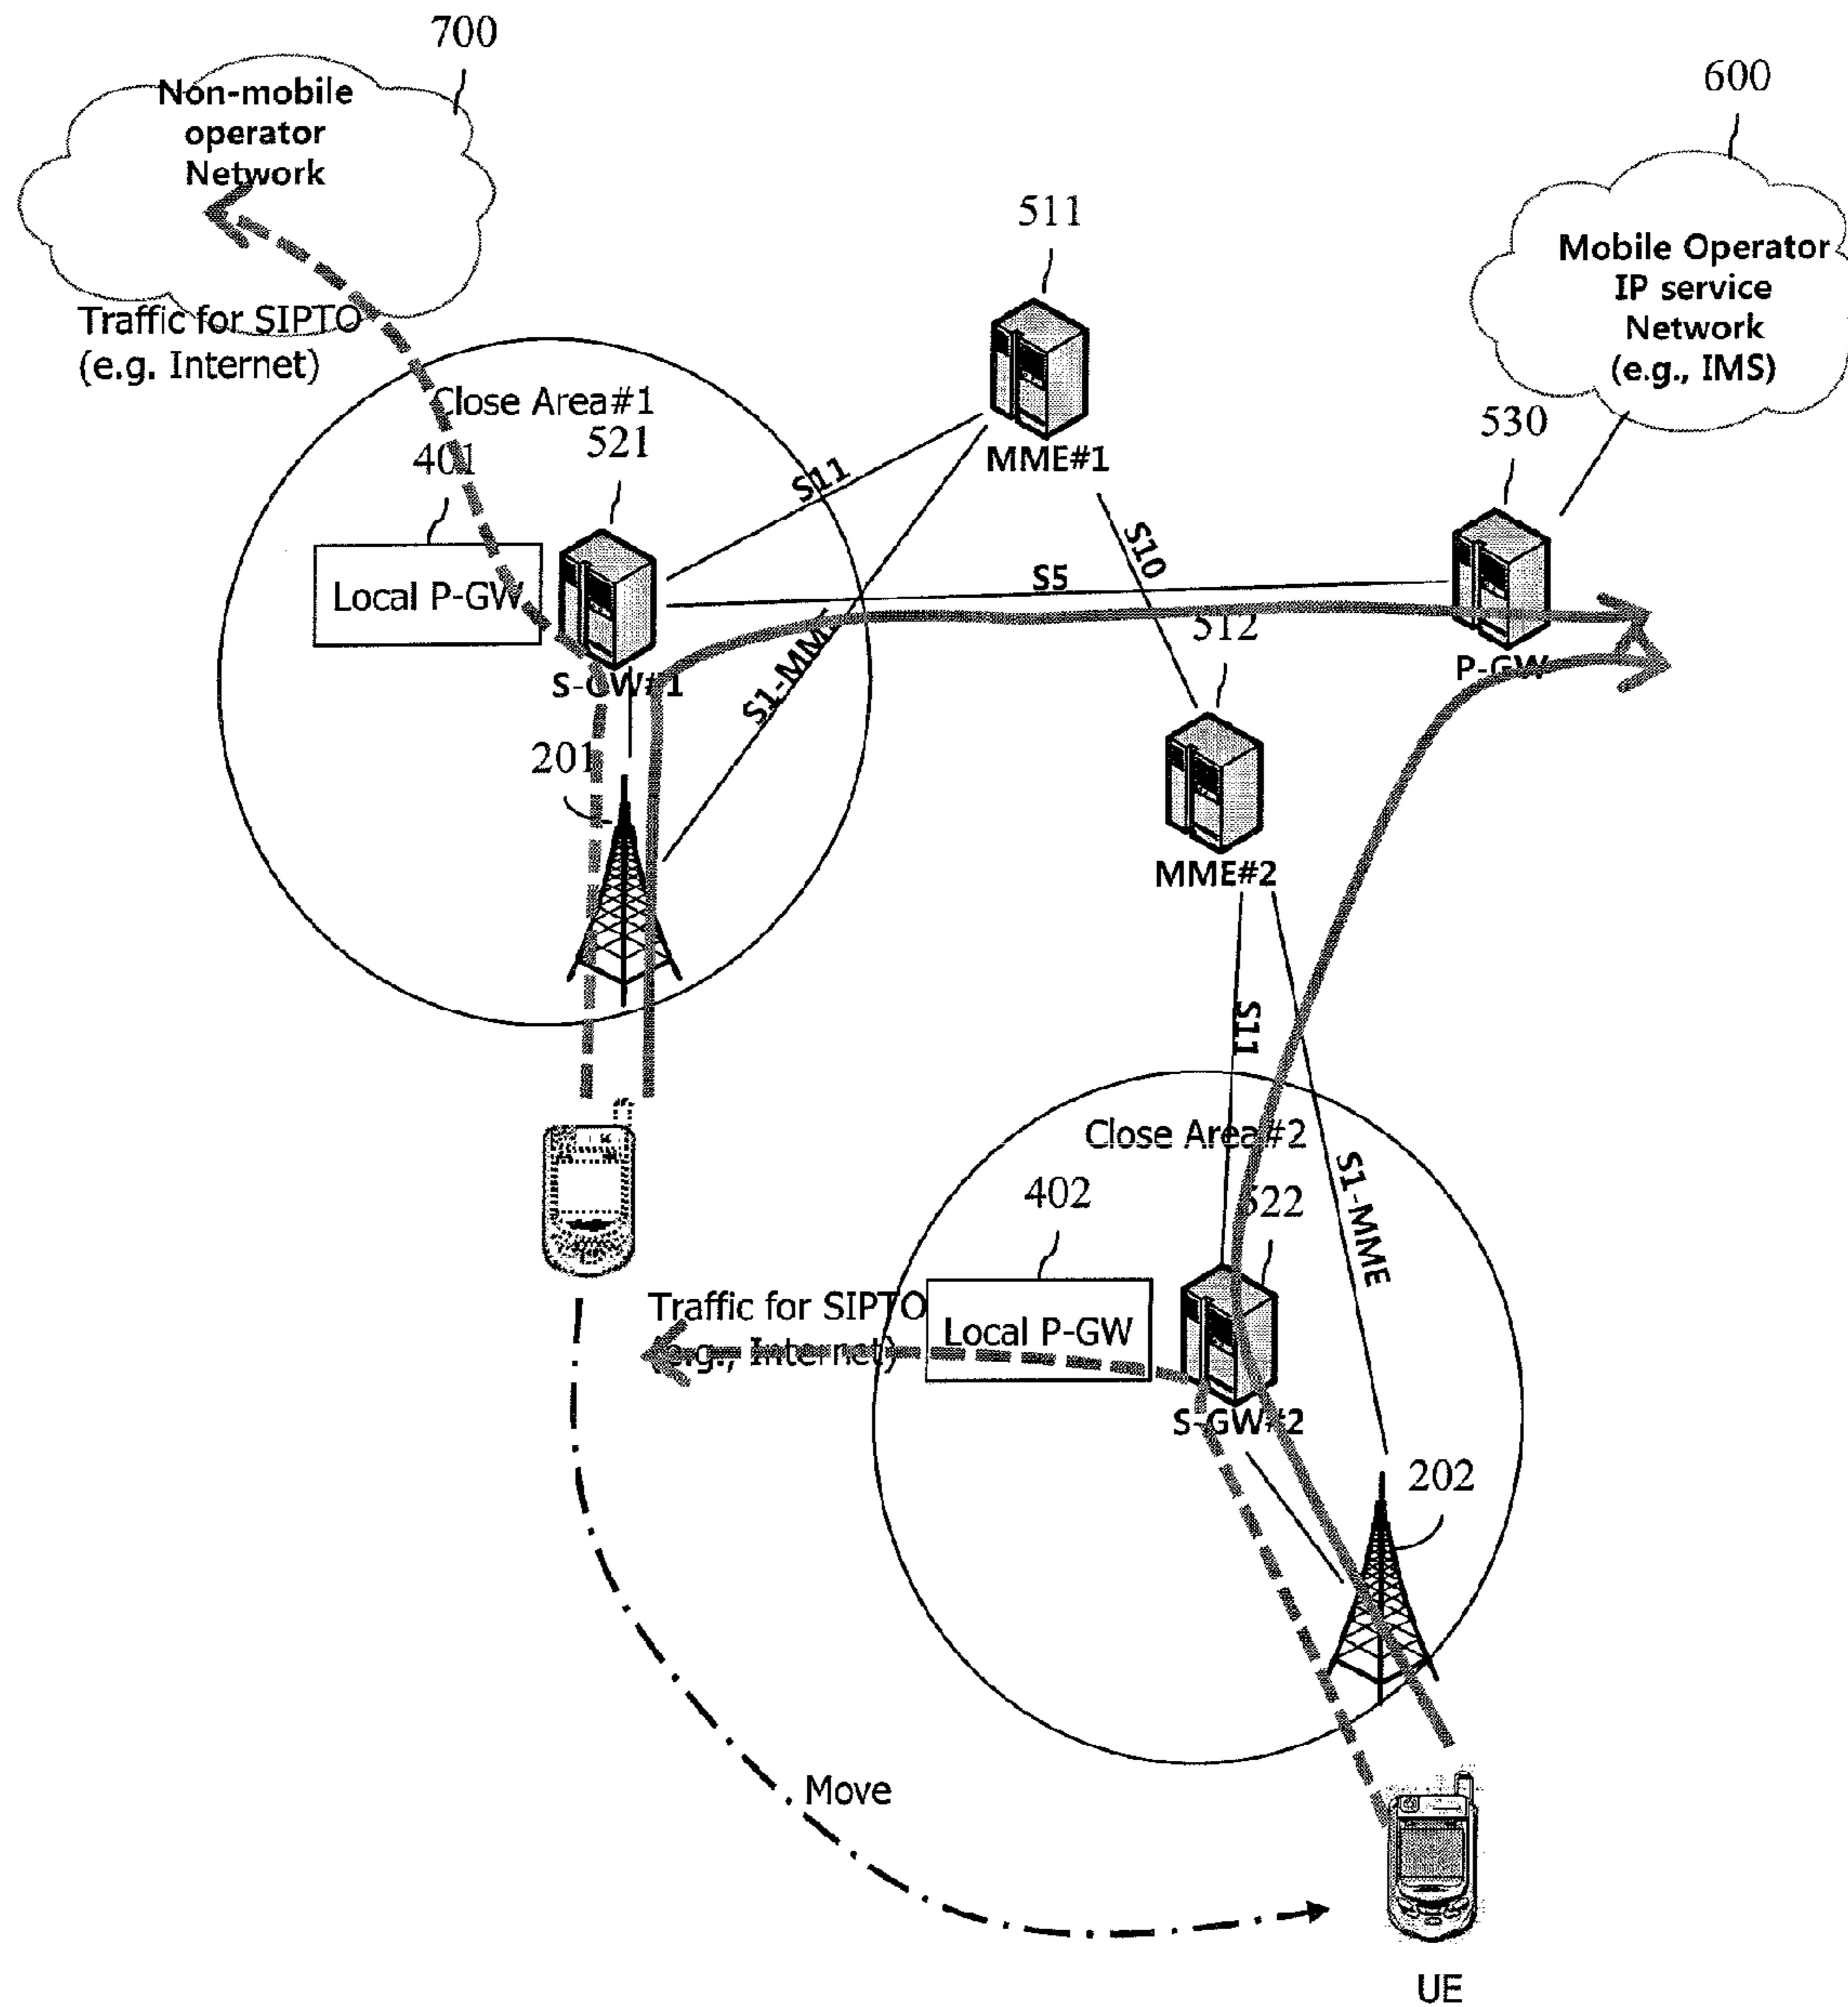 700
Non-mobile
operator
Network
600
511
Mobile Operator
IP service
Network
(e.g., IMS)
Traffic for SIPTO
(e.g. Internet)
Close Area#1
401
521
MME#1
530
S11
S10
Local P-GW
S5
S1-MME
512
S-GW#1
P-GW
201
MME#2
S11
Close Area#2
S1-MME
402
522
Traffic for SIPTO
(e.g., Internet)
Local P-GW
S-GW#2
202
Move
UE